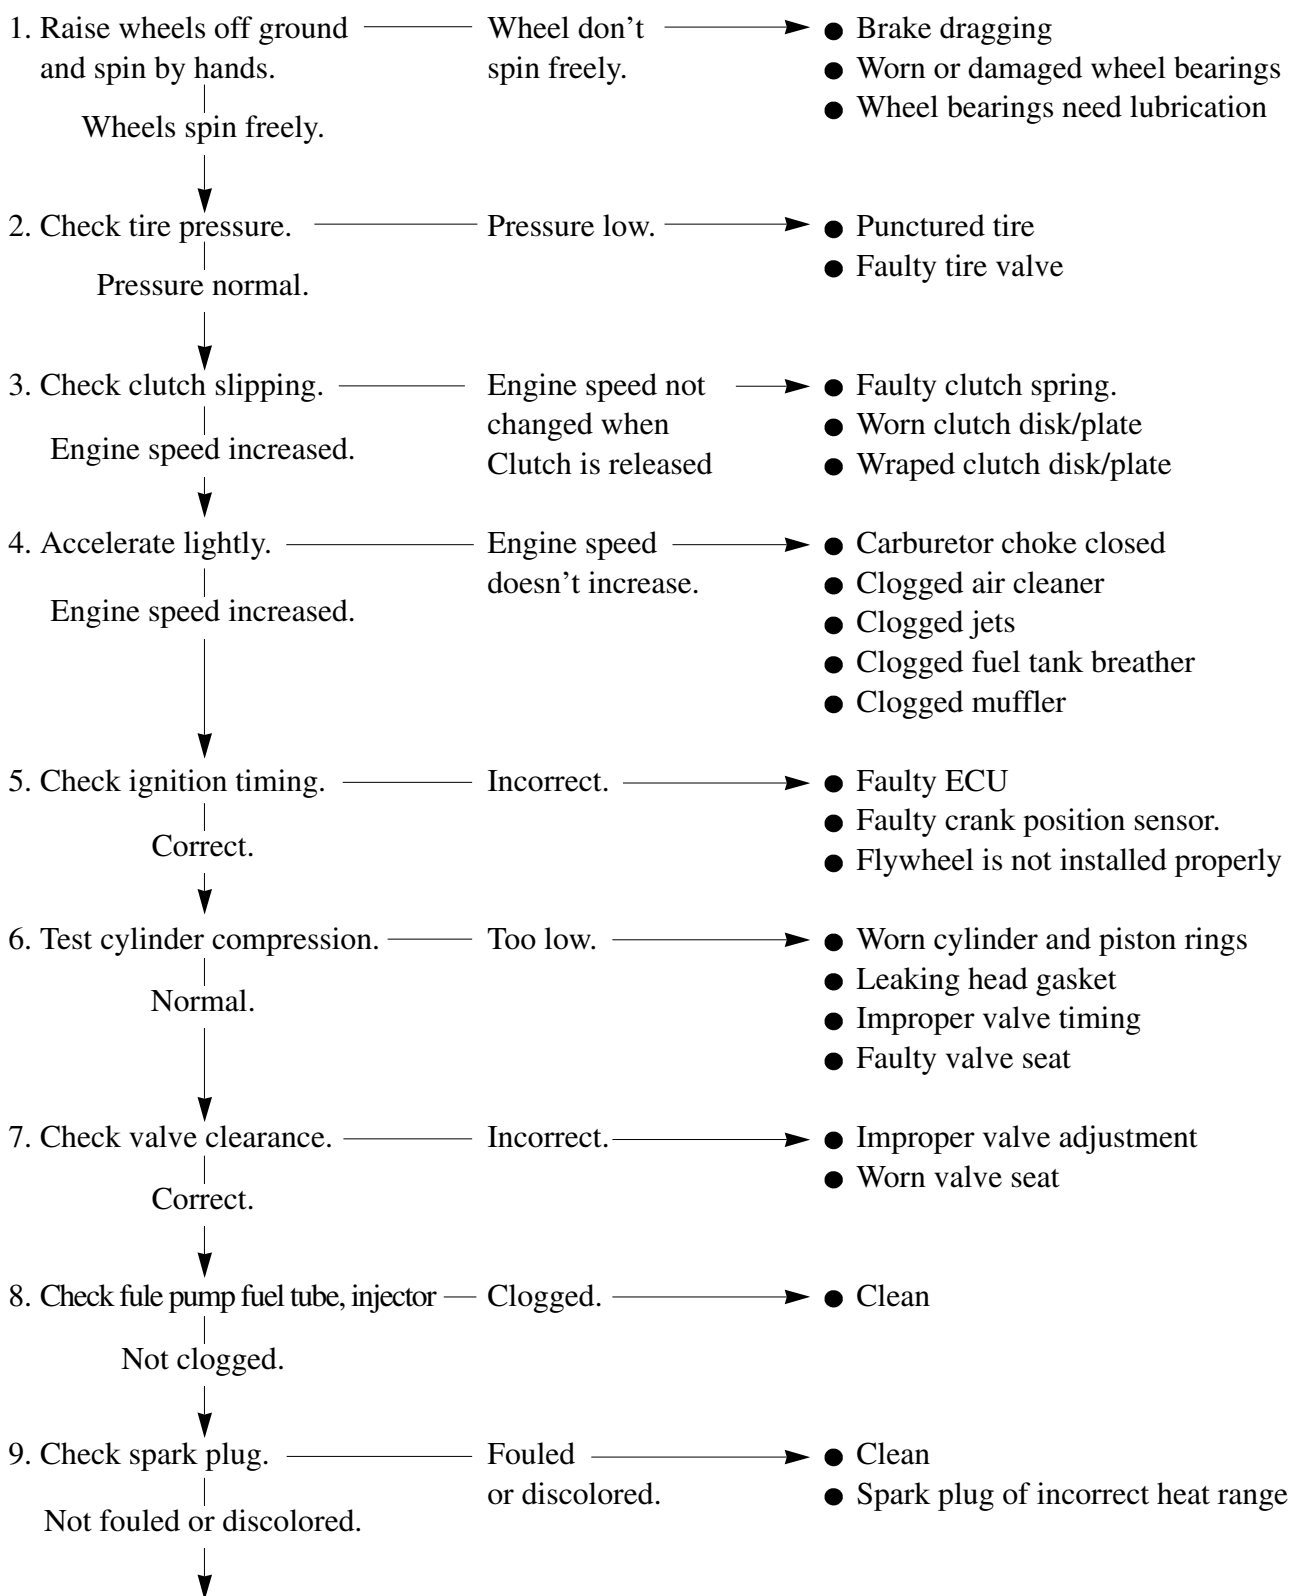 1. Raise wheels off ground
and spin by hands.
Wheel don't
spin freely.
● Brake dragging
● Worn or damaged wheel bearings
● Wheel bearings need lubrication
Wheels spin freely.
2. Check tire pressure.
Pressure low.
● Punctured tire
● Faulty tire valve
Pressure normal.
3. Check clutch slipping.
Engine speed not
changed when
Clutch is released
● Faulty clutch spring.
● Worn clutch disk/plate
● Wraped clutch disk/plate
Engine speed increased.
4. Accelerate lightly.
Engine speed
doesn't increase.
● Carburetor choke closed
● Clogged air cleaner
● Clogged jets
● Clogged fuel tank breather
● Clogged muffler
Engine speed increased.
5. Check ignition timing.
Incorrect.
● Faulty ECU
● Faulty crank position sensor.
● Flywheel is not installed properly
Correct.
6. Test cylinder compression.
Too low.
● Worn cylinder and piston rings
● Leaking head gasket
● Improper valve timing
● Faulty valve seat
Normal.
7. Check valve clearance.
Incorrect.
● Improper valve adjustment
● Worn valve seat
Correct.
8. Check fule pump fuel tube, injector
Clogged.
● Clean
Not clogged.
9. Check spark plug.
Fouled
or discolored.
● Clean
● Spark plug of incorrect heat range
Not fouled or discolored.